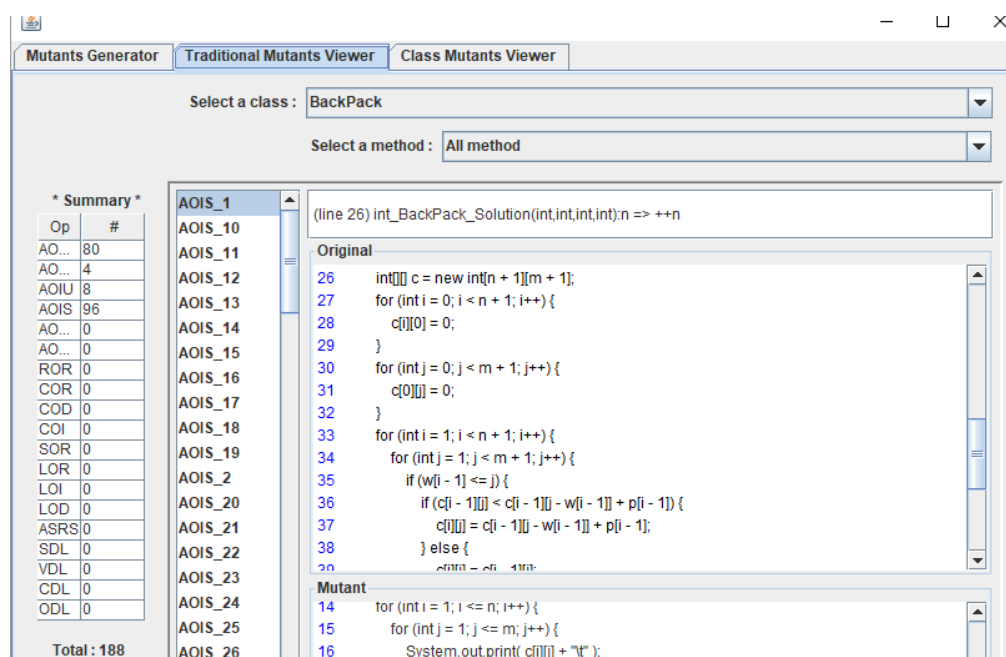 Mutants Generator Traditional Mutants Viewer Class Mutants Viewer
Select a class : BackPack
Select a method : All method
* Summary *
Op #
AO... 80
AO... 4
AOIU 8
AOIS 96
AO... 0
AO... 0
ROR 0
COR 0
COD 0
COI 0
SOR 0
LOR 0
LOI 0
LOD 0
ASRS 0
SDL 0
VDL 0
CDL 0
ODL 0
Total : 188
AOIS_1
AOIS_10
AOIS_11
AOIS_12
AOIS_13
AOIS_14
AOIS_15
AOIS_16
AOIS_17
AOIS_18
AOIS_19
AOIS_2
AOIS_20
AOIS_21
AOIS_22
AOIS_23
AOIS_24
AOIS_25
AOIS_26
(line 26) int_BackPack_Solution(int,int,int,int):n => ++n
Original
26 int[][] c = new int[n + 1][m + 1];
27 for (int i = 0; i < n + 1; i++) {
28 c[i][0] = 0;
29 }
30 for (int j = 0; j < m + 1; j++) {
31 c[0][j] = 0;
32 }
33 for (int i = 1; i < n + 1; i++) {
34 for (int j = 1; j < m + 1; j++) {
35 if (w[i - 1] <= j) {
36 if (c[i - 1][j] < c[i - 1][j - w[i - 1]] + p[i - 1]) {
37 c[i][j] = c[i - 1][j - w[i - 1]] + p[i - 1];
38 } else {
39 c[i][j] = c[i - 1][j];
Mutant
14 for (int i = 1; i <= n; i++) {
15 for (int j = 1; j <= m; j++) {
16 System.out.print( c[i][j] + "\t" );